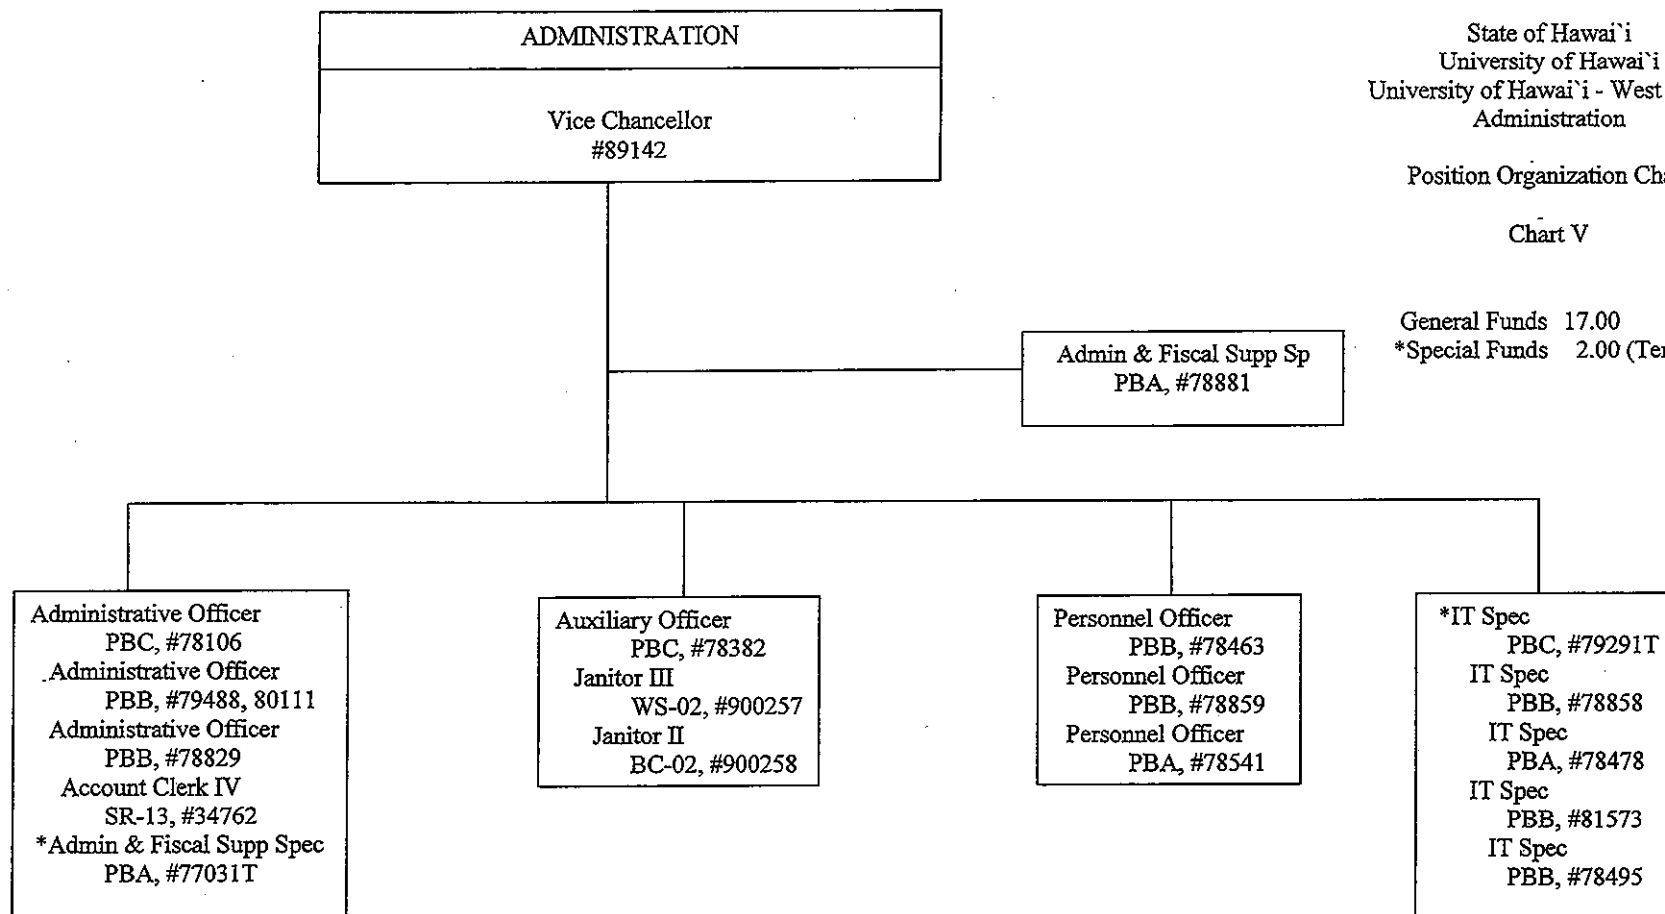 ADMINISTRATION
Vice Chancellor
#89142
State of Hawai`i
University of Hawai`i
University of Hawai`i - West
Administration
Position Organization
Chart V
General Funds 17.00
*Special Funds 2.00
Admin & Fiscal Supp Sp
PBA, #78881
Administrative Officer
PBC, #78106
Administrative Officer
PBB, #79488, 80111
Administrative Officer
PBB, #78829
Account Clerk IV
SR-13, #34762
*Admin & Fiscal Supp Spec
PBA, #77031T
Auxiliary Officer
PBC, #78382
Janitor III
WS-02, #900257
Janitor II
BC-02, #900258
Personnel Officer
PBB, #78463
Personnel Officer
PBB, #78859
Personnel Officer
PBA, #78541
*IT Spec
PBC, #79291T
IT Spec
PBB, #78858
IT Spec
PBA, #78478
IT Spec
PBB, #81573
IT Spec
PBB, #78495